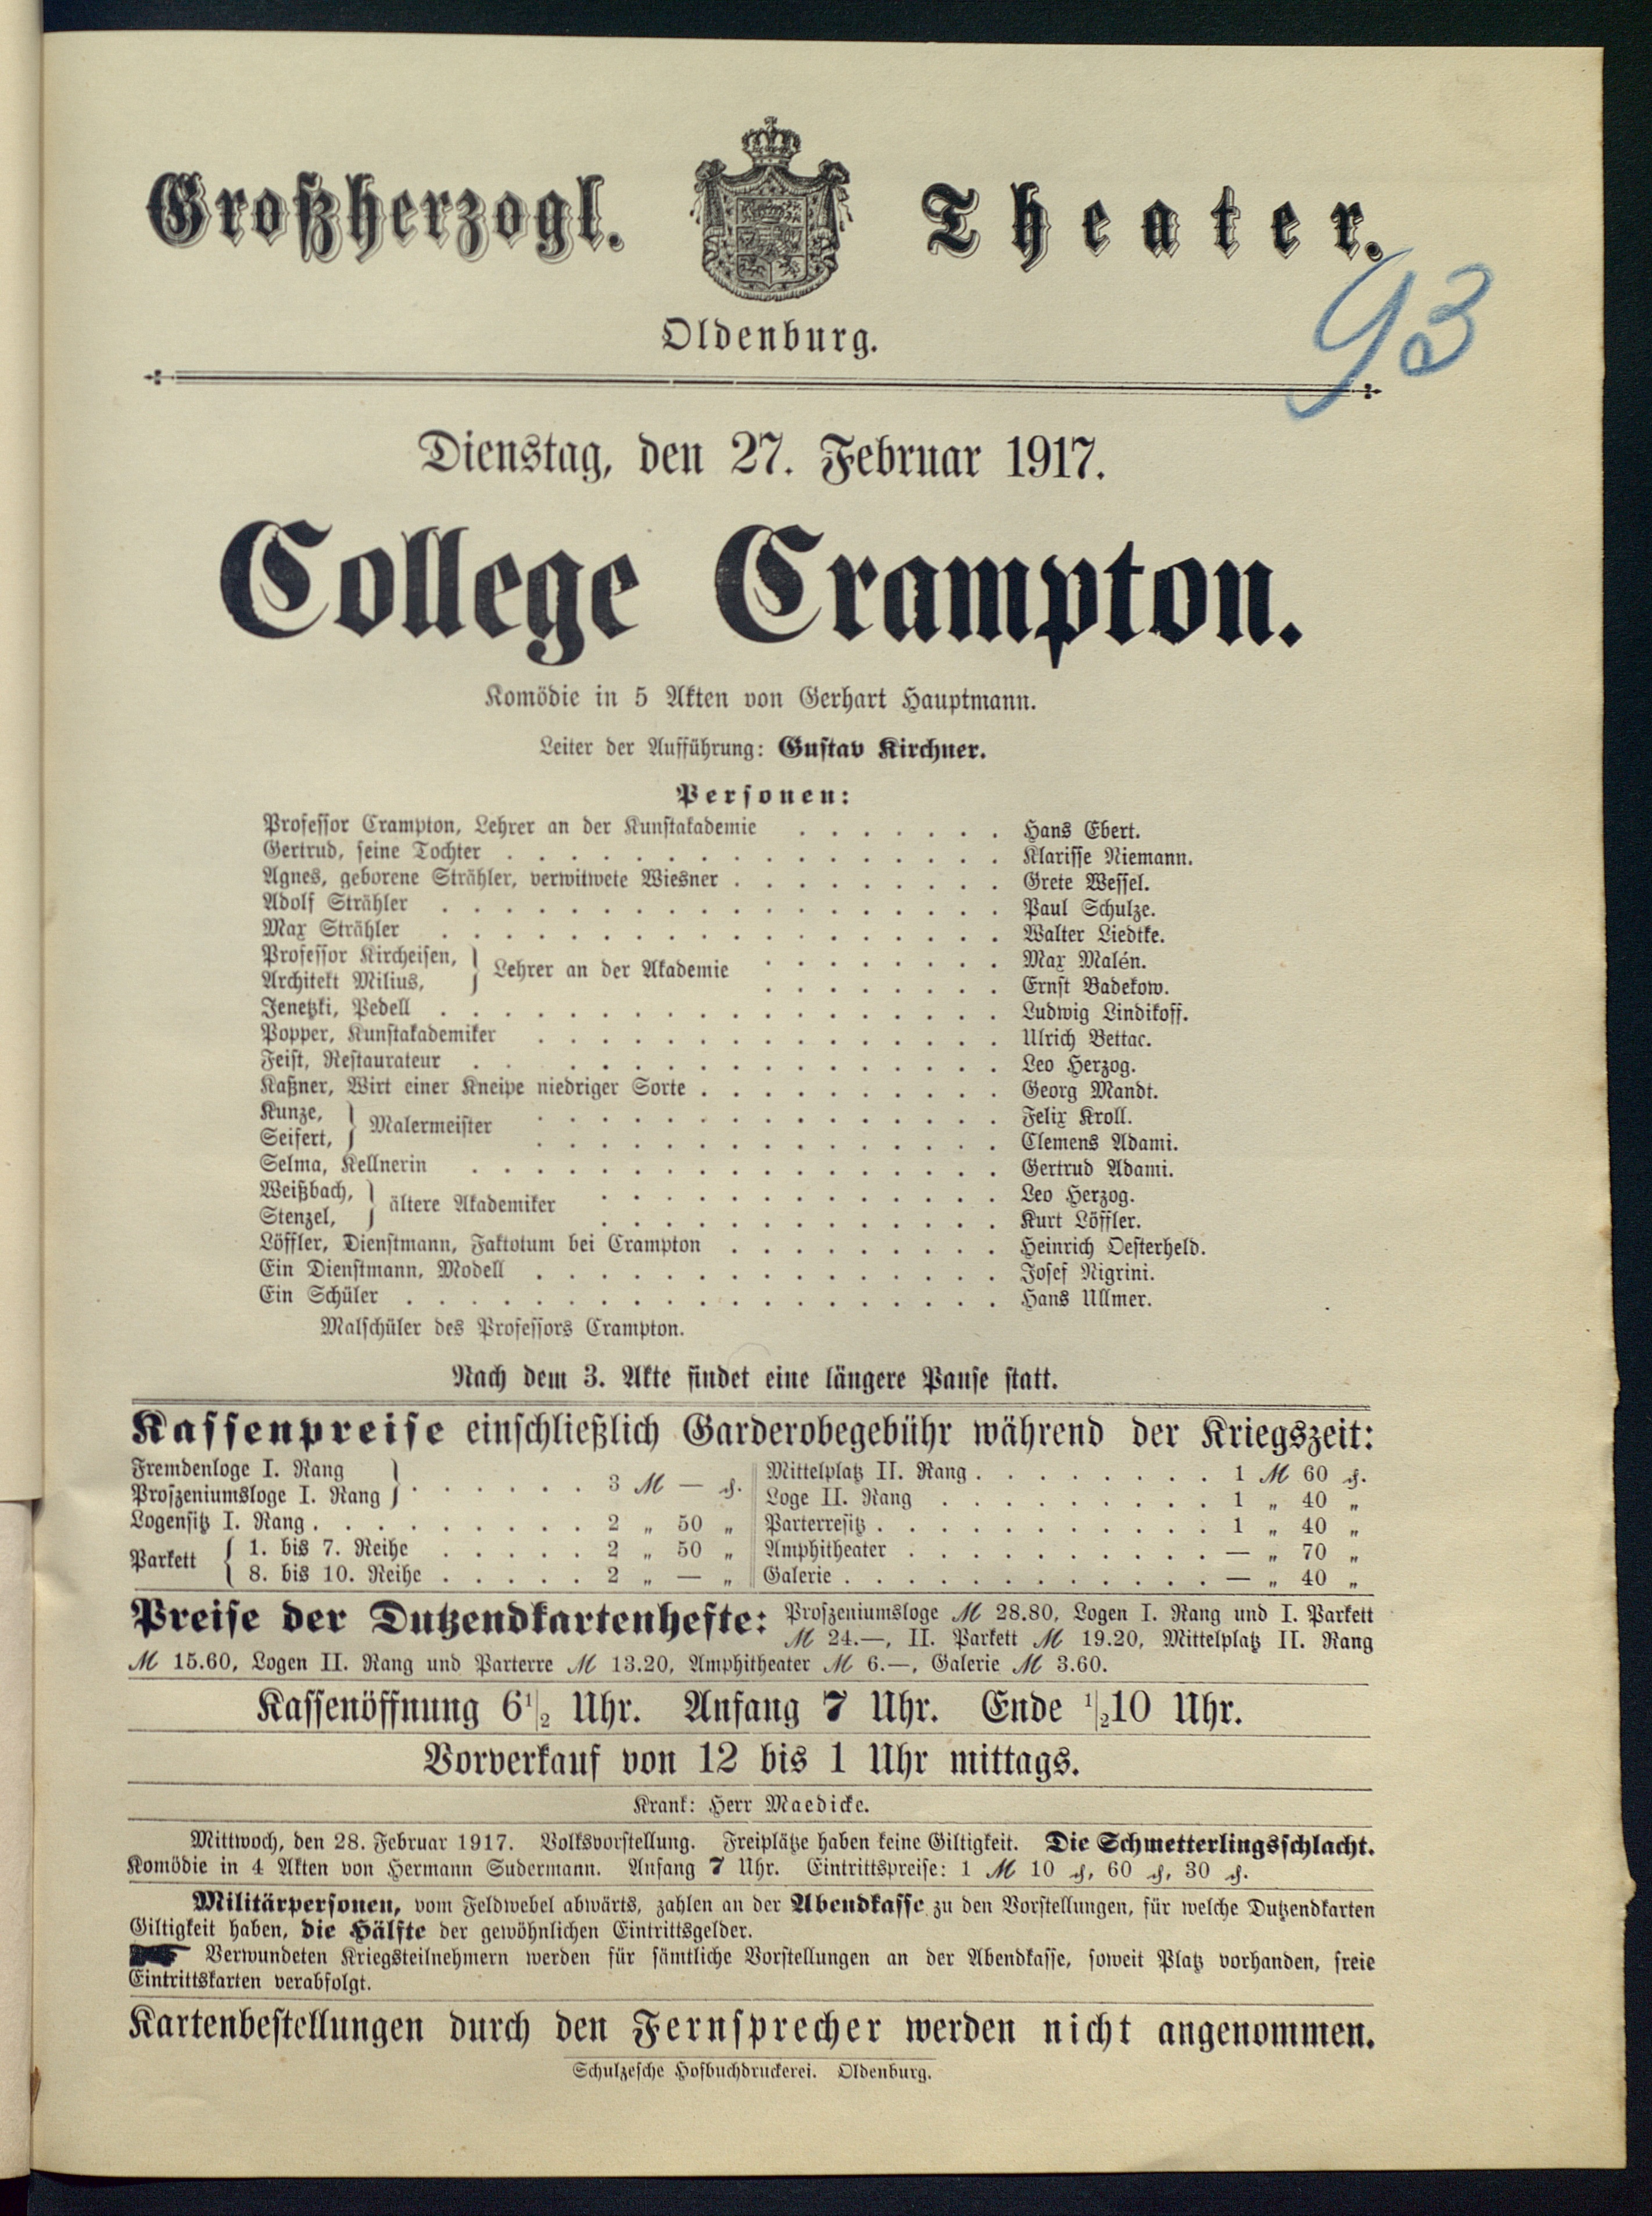 Großherzogl. Theater.
93
Oldenburg.
Dienstag, den 27. Februar 1917.
College Crampton.
Komödie in 5 Akten von Gerhart Hauptmann.
Leiter der Aufführung: Gustav Kirchner.
Personen:
Professor Crampton, Lehrer an der Kunstakademie . . . . . . . Hans Ebert.
Gertrud, seine Tochter . . . . . . . . . . . . . . . . Klarisse Niemann.
Agnes, geborene Strähler, verwitwete Wiesner . . . . . . . . . Grete Wessel.
Adolf Strähler . . . . . . . . . . . . . . . . . . Paul Schulze.
Max Strähler . . . . . . . . . . . . . . . . . . Walter Liedtke.
Professor Kircheisen, } Lehrer an der Akademie . . . . . . . . Max Malén.
Architekt Milius, } . . . . . . . . Ernst Badekow.
Jenetzki, Pedell . . . . . . . . . . . . . . . . . . Ludwig Lindikoff.
Popper, Kunstakademiker . . . . . . . . . . . . . . . Ulrich Bettac.
Feist, Restaurateur . . . . . . . . . . . . . . . . Leo Herzog.
Kaßner, Wirt einer Kneipe niedriger Sorte . . . . . . . . . . Georg Mandt.
Kunze, } Malermeister . . . . . . . . . . . . . . . Felix Kroll.
Seifert, } . . . . . . . . . . . . . . . Clemens Adami.
Selma, Kellnerin . . . . . . . . . . . . . . . . . Gertrud Adami.
Weißbach, } ältere Akademiker . . . . . . . . . . . . . Leo Herzog.
Stenzel, } . . . . . . . . . . . . . Kurt Löffler.
Löffler, Dienstmann, Faktotum bei Crampton . . . . . . . . . Heinrich Oesterheld.
Ein Dienstmann, Modell . . . . . . . . . . . . . . . Josef Nigrini.
Ein Schüler . . . . . . . . . . . . . . . . . . . Hans Ullmer.
Malschüler des Professors Crampton.
Nach dem 3. Akte findet eine längere Pause statt.
Kassenpreise einschließlich Garderobegebühr während der Kriegszeit:
Fremdenloge I. Rang }
Proszeniumsloge I. Rang } . . . . . . 3 ℳ — ₰.
Logensitz I. Rang . . . . . . . . . 2 „ 50 „
Parkett { 1. bis 7. Reihe . . . . . 2 „ 50 „
{ 8. bis 10. Reihe . . . . . 2 „ — „
Mittelplatz II. Rang . . . . . . . . 1 ℳ 60 ₰.
Loge II. Rang . . . . . . . . . 1 „ 40 „
Parterresitz . . . . . . . . . . . 1 „ 40 „
Amphitheater . . . . . . . . . . — „ 70 „
Galerie . . . . . . . . . . . . — „ 40 „
Preise der Dutzendkartenhefte: Proszeniumsloge ℳ 28.80, Logen I. Rang und I. Parkett
ℳ 24.—, II. Parkett ℳ 19.20, Mittelplatz II. Rang
ℳ 15.60, Logen II. Rang und Parterre ℳ 13.20, Amphitheater ℳ 6.—, Galerie ℳ 3.60.
Kassenöffnung 6 1/2 Uhr. Anfang 7 Uhr. Ende 1/2 10 Uhr.
Vorverkauf von 12 bis 1 Uhr mittags.
Krank: Herr Maedicke.
Mittwoch, den 28. Februar 1917. Volksvorstellung. Freiplätze haben keine Giltigkeit. Die Schmetterlingsschlacht.
Komödie in 4 Akten von Hermann Sudermann. Anfang 7 Uhr. Eintrittspreise: 1 ℳ 10 ₰, 60 ₰, 30 ₰.
Militärpersonen, vom Feldwebel abwärts, zahlen an der Abendkasse zu den Vorstellungen, für welche Dutzendkarten
Giltigkeit haben, die Hälfte der gewöhnlichen Eintrittsgelder.
Verwundeten Kriegsteilnehmern werden für sämtliche Vorstellungen an der Abendkasse, soweit Platz vorhanden, freie
Eintrittskarten verabfolgt.
Kartenbestellungen durch den Fernsprecher werden nicht angenommen.
Schulzesche Hofbuchdruckerei. Oldenburg.